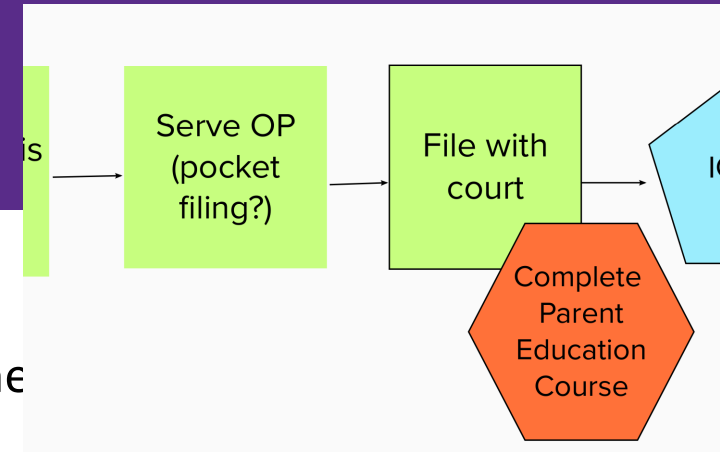 is
Serve OP
(pocket
filing?)
File with
court
Complete
Parent
Education
Course